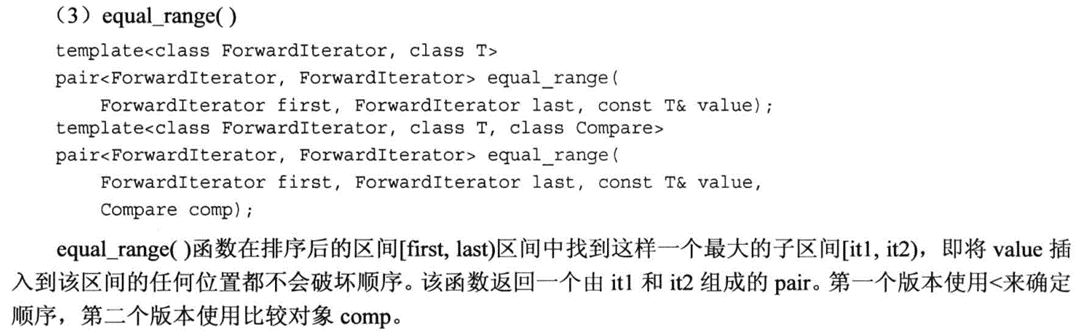 （3）equal_range( )
template<class ForwardIterator, class T>
pair<ForwardIterator, ForwardIterator> equal_range(
ForwardIterator first, ForwardIterator last, const T& value);
template<class ForwardIterator, class T, class Compare>
pair<ForwardIterator, ForwardIterator> equal_range(
ForwardIterator first, ForwardIterator last, const T& value,
Compare comp);
equal_range( )函数在排序后的区间[first, last)区间中找到这样一个最大的子区间[it1, it2)，即将 value 插
入到该区间的任何位置都不会破坏顺序。该函数返回一个由 it1 和 it2 组成的 pair。第一个版本使用<来确定
顺序，第二个版本使用比较对象 comp。